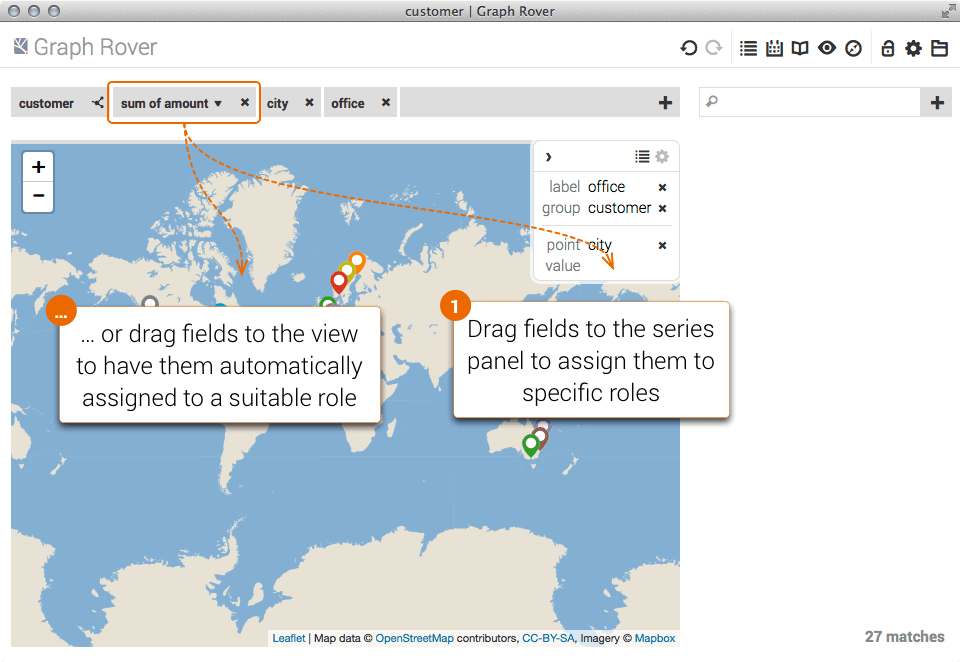 customer | Graph Rover
Graph Rover
customer
sum of amount
city
office
+
−
label office
group customer
point city
value
...
... or drag fields to the view
to have them automatically
assigned to a suitable role
1
Drag fields to the series
panel to assign them to
specific roles
Leaflet | Map data © OpenStreetMap contributors, CC-BY-SA, Imagery © Mapbox
27 matches